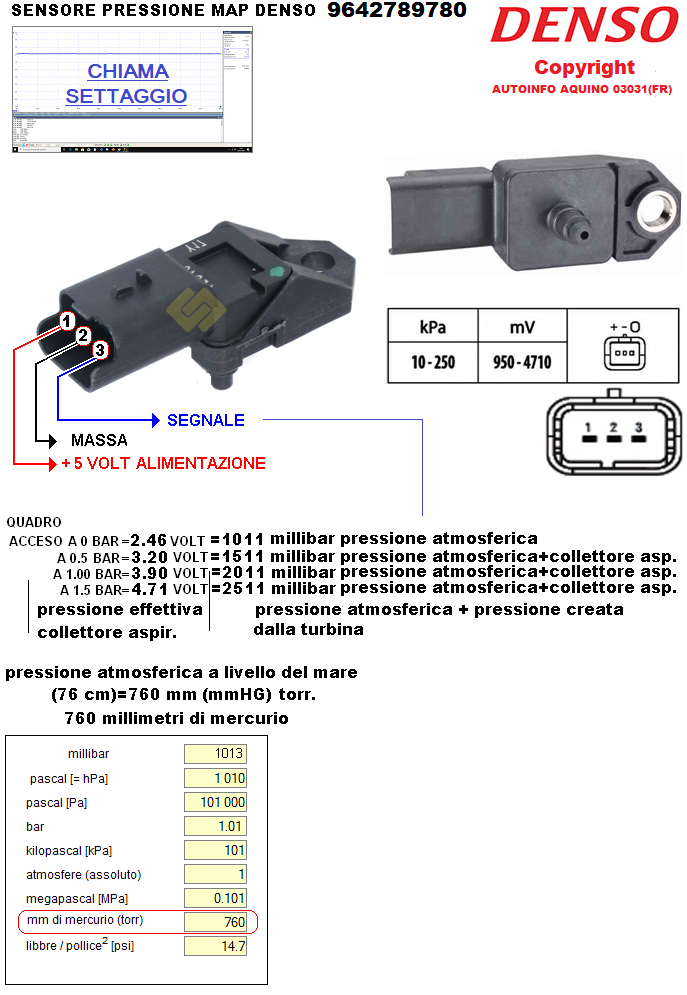 SENSORE PRESSIONE MAP DENSO 9642789780
DENSO
CHIAMA
SETTAGGIO
Copyright
AUTOINFO AQUINO 03031(FR)
1
2
3
kPa
mV
+ - O
10 - 250
950 - 4710
SEGNALE
MASSA
+ 5 VOLT ALIMENTAZIONE
1 2 3
QUADRO
ACCESO A 0 BAR=2.46 VOLT =1011 millibar pressione atmosferica
A 0.5 BAR=3.20 VOLT=1511 millibar pressione atmosferica+collettore asp.
A 1.00 BAR=3.90 VOLT=2011 millibar pressione atmosferica+collettore asp.
A 1.5 BAR=4.71 VOLT=2511 millibar pressione atmosferica+collettore asp.
pressione effettiva
collettore aspir.
pressione atmosferica + pressione creata
dalla turbina
pressione atmosferica a livello del mare
(76 cm)=760 mm (mmHG) torr.
760 millimetri di mercurio
millibar 1013
pascal [= hPa] 1 010
pascal [Pa] 101 000
bar 1.01
kilopascal [kPa] 101
atmosfere (assoluto) 1
megapascal [MPa] 0.101
mm di mercurio (torr) 760
libbre / pollice2 [psi] 14.7